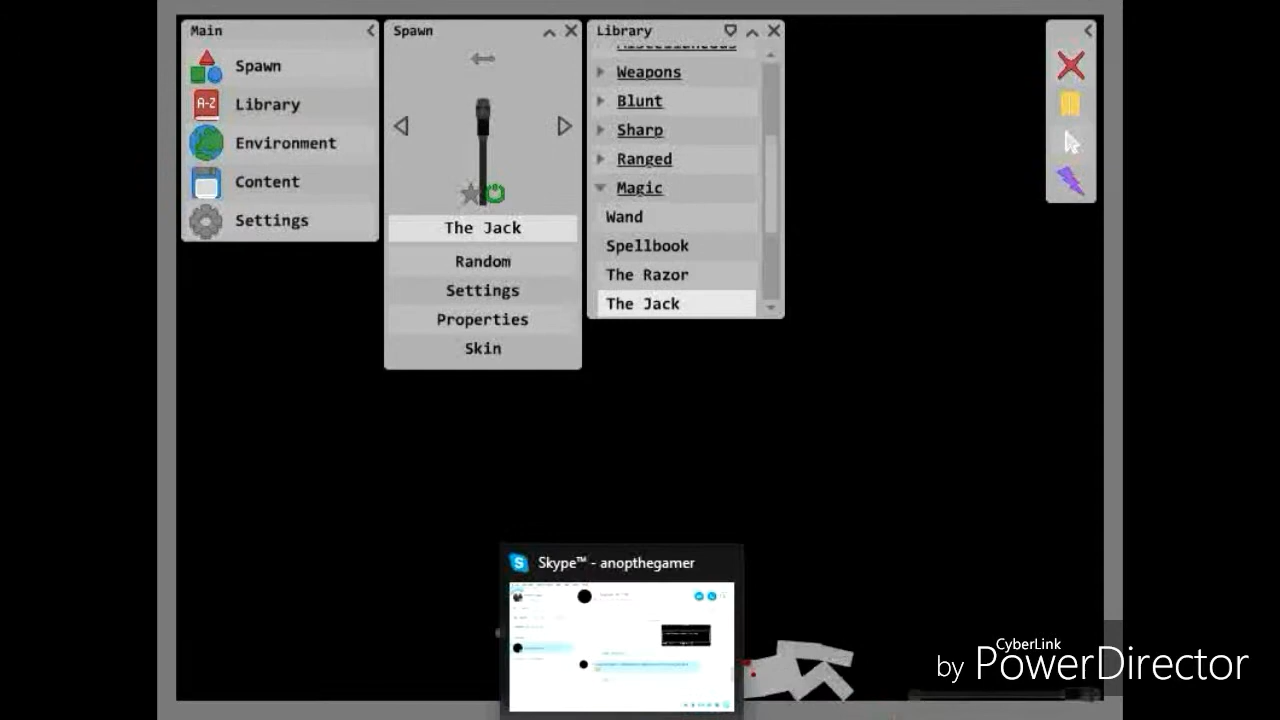 Main
Spawn
Library
Environment
Content
Settings
Spawn
The Jack
Random
Settings
Properties
Skin
Library
Miscellaneous
Weapons
Blunt
Sharp
Ranged
Magic
Wand
Spellbook
The Razor
The Jack
A-Z
Skype™ - anopthegamer
CyberLink
by PowerDirector